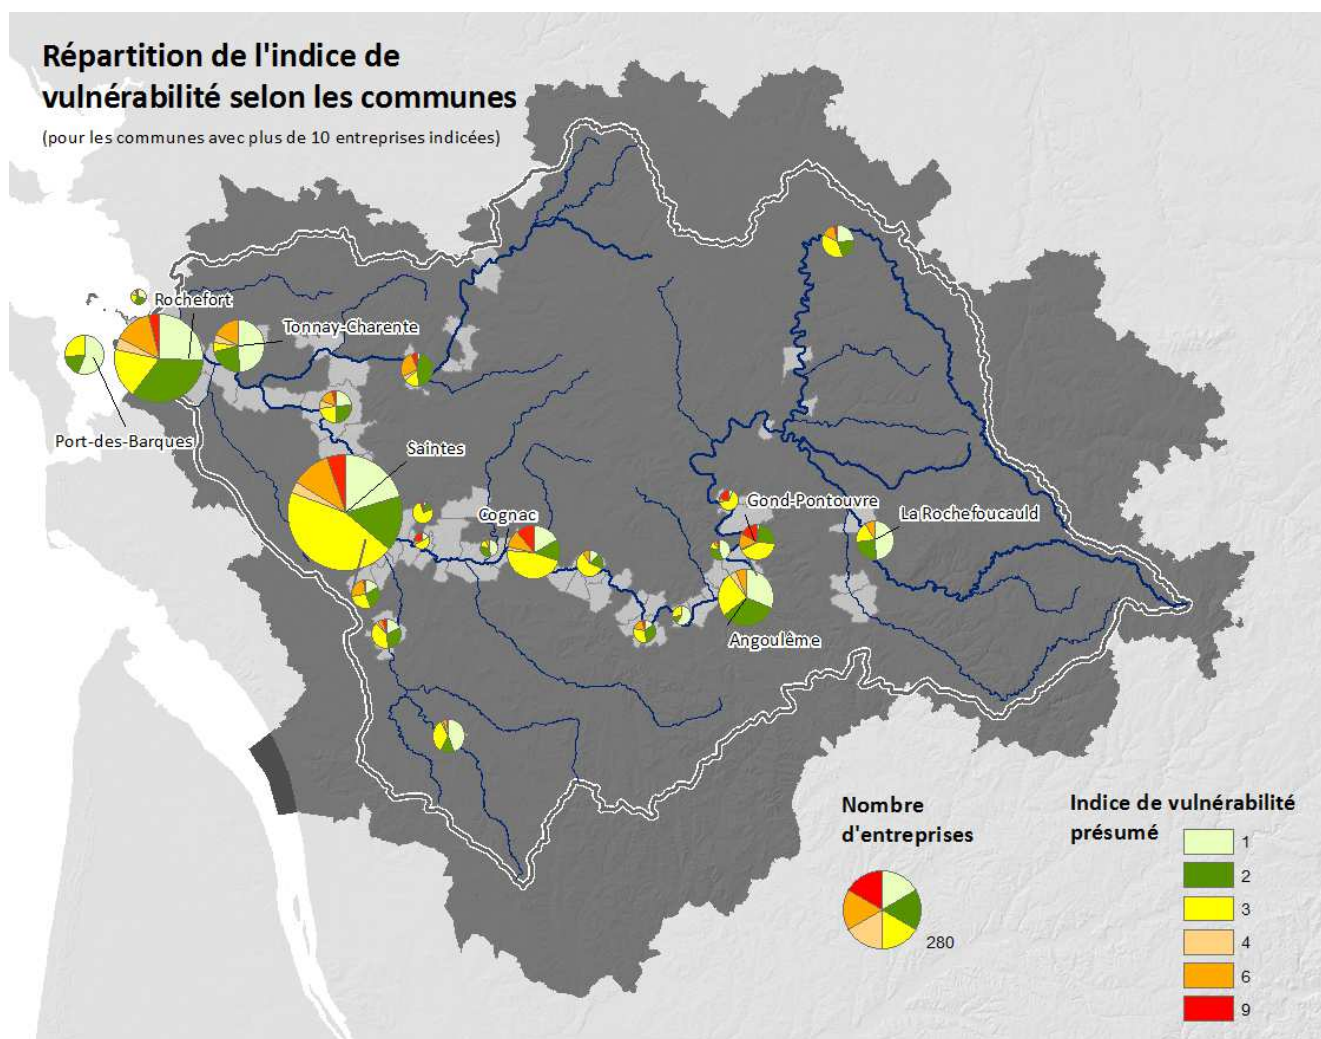 Répartition de l'indice de
vulnérabilité selon les communes
(pour les communes avec plus de 10 entreprises indicées)
Rochefort
Tonnay-Charente
Port-des-Barques
Saintes
Cognac
Gond-Pontouvre
La Rochefoucauld
Angoulême
Nombre
d'entreprises
280
Indice de vulnérabilité
présumé
1
2
3
4
6
9